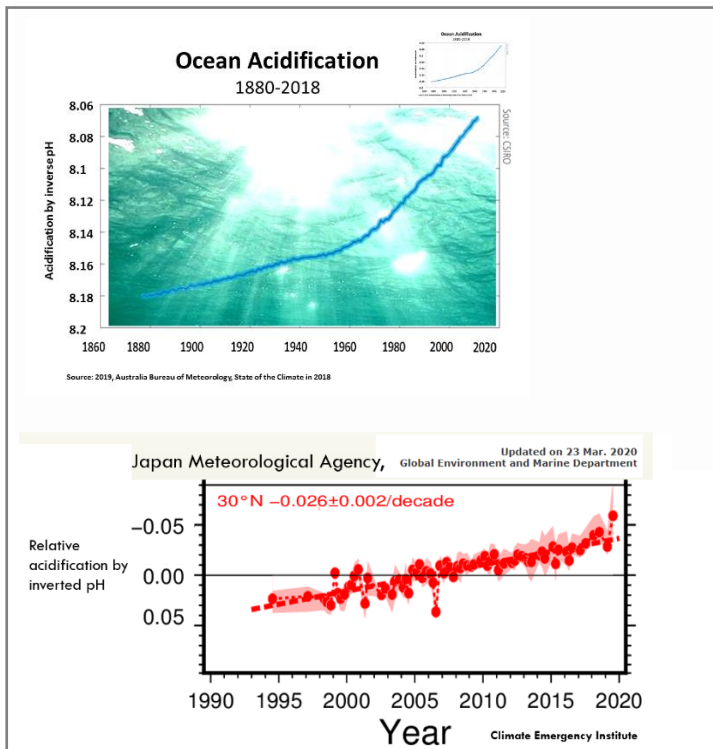 Ocean Acidification
1880-2018
Ocean Acidification
1880-2018
Acidification by inverse pH
8.06
8.08
8.1
8.12
8.14
8.16
8.18
8.2
1860 1880 1900 1920 1940 1960 1980 2000 2020
Source: CSIRO
Source: 2019, Australia Bureau of Meteorology, State of the Climate in 2018
Japan Meteorological Agency,
Updated on 23 Mar. 2020
Global Environment and Marine Department
30°N −0.026±0.002/decade
Relative
acidification by
inverted pH
−0.05
0.00
0.05
1990 1995 2000 2005 2010 2015 2020
Year
Climate Emergency Institute